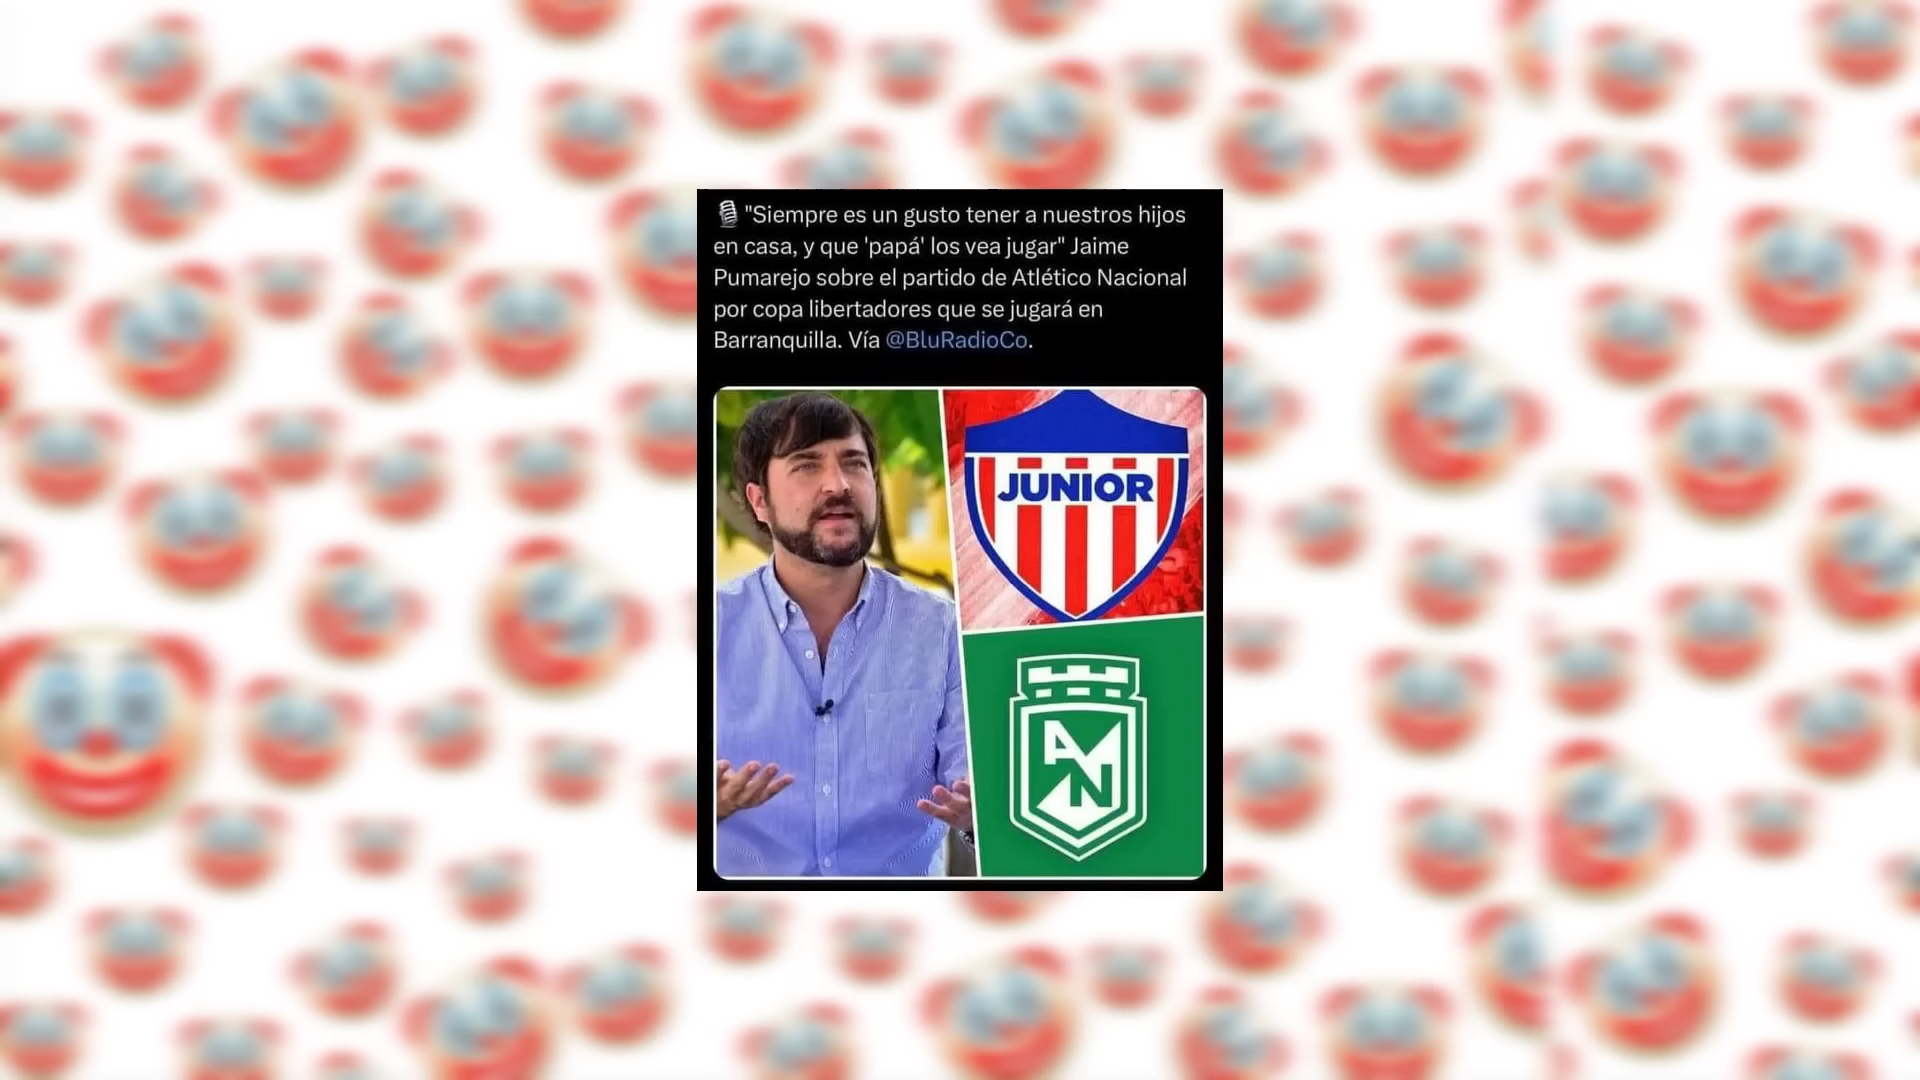 "Siempre es un gusto tener a nuestros hijos
en casa, y que 'papá' los vea jugar" Jaime
Pumarejo sobre el partido de Atlético Nacional
por copa libertadores que se jugará en
Barranquilla. Vía @BluRadioCo.
JUNIOR
AN